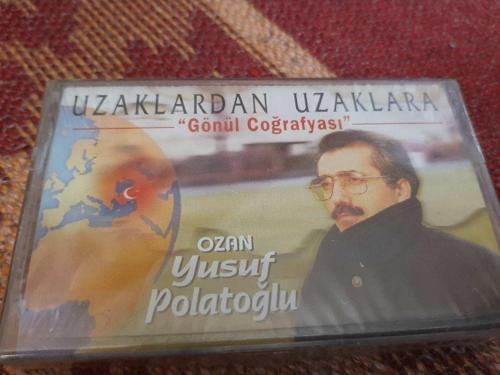 UZAKLARDAN UZAKLARA
"Gönül Coğrafyası"
OZAN
Yusuf
Polatoğlu